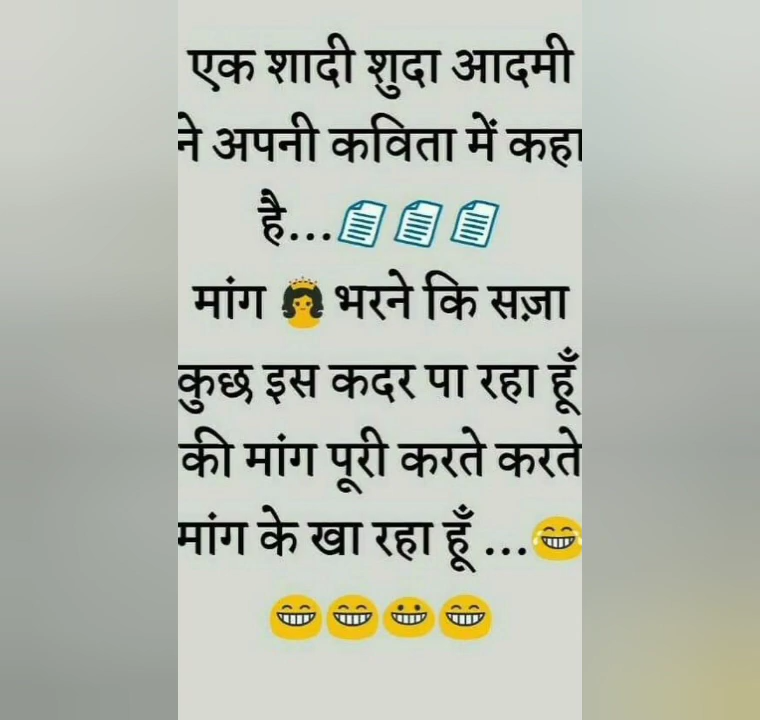 एक शादी शुदा आदमी
ने अपनी कविता में कहा
है...📄📄📄
मांग 👸 भरने कि सज़ा
कुछ इस कदर पा रहा हूँ
की मांग पूरी करते करते
मांग के खा रहा हूँ ...😂
😁😁😀😁